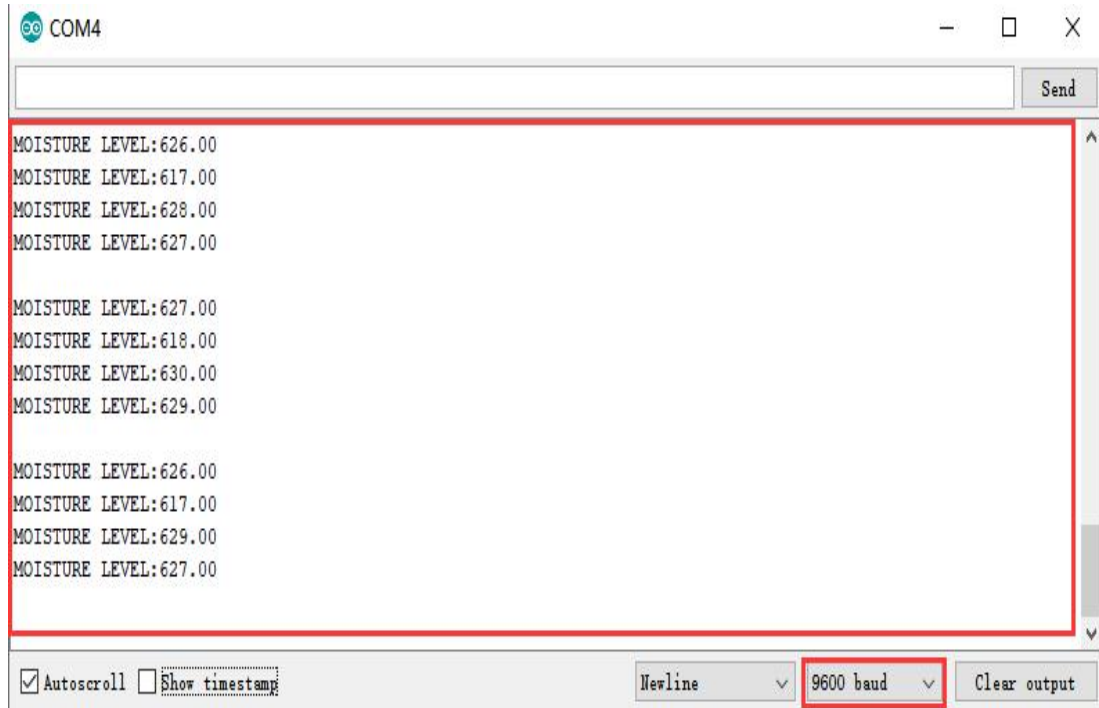 COM4
Send
MOISTURE LEVEL:626.00
MOISTURE LEVEL:617.00
MOISTURE LEVEL:628.00
MOISTURE LEVEL:627.00
MOISTURE LEVEL:627.00
MOISTURE LEVEL:618.00
MOISTURE LEVEL:630.00
MOISTURE LEVEL:629.00
MOISTURE LEVEL:626.00
MOISTURE LEVEL:617.00
MOISTURE LEVEL:629.00
MOISTURE LEVEL:627.00
Autoscroll Show timestamp Newline 9600 baud Clear output